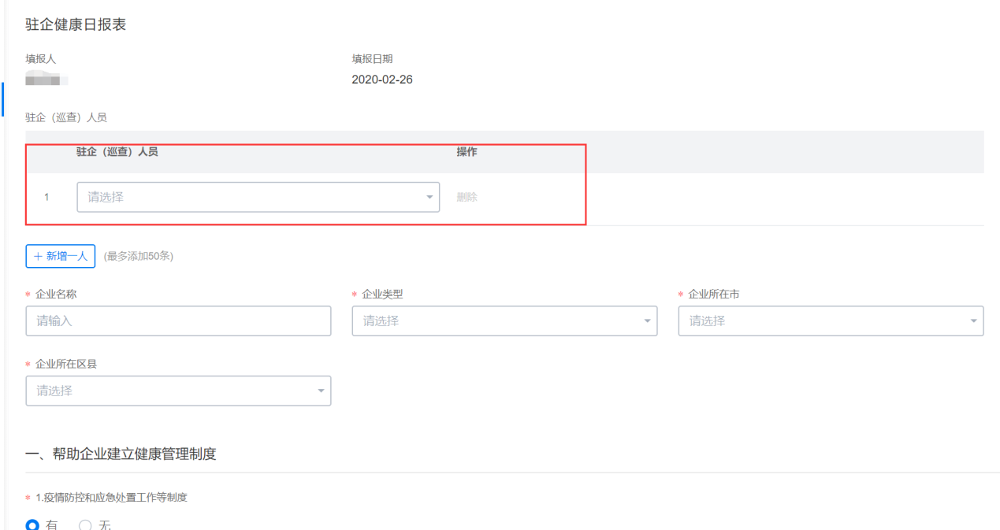 驻企健康日报表
填报人 填报日期
2020-02-26
驻企（巡查）人员
驻企（巡查）人员 操作
1 请选择 删除
＋ 新增一人 (最多添加50条)
* 企业名称 * 企业类型 * 企业所在市
请输入 请选择 请选择
* 企业所在区县
请选择
一、帮助企业建立健康管理制度
* 1.疫情防控和应急处置工作等制度
有 无